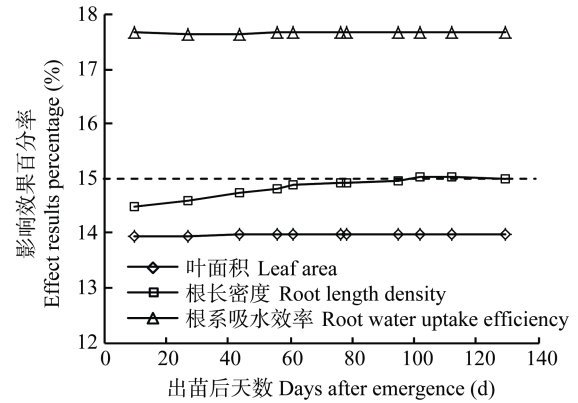 影响效果百分率
Effect results percentage (%)
18
17
16
15
14
13
12
叶面积 Leaf area
根长密度 Root length density
根系吸水效率 Root water uptake efficiency
0 20 40 60 80 100 120 140
出苗后天数 Days after emergence (d)